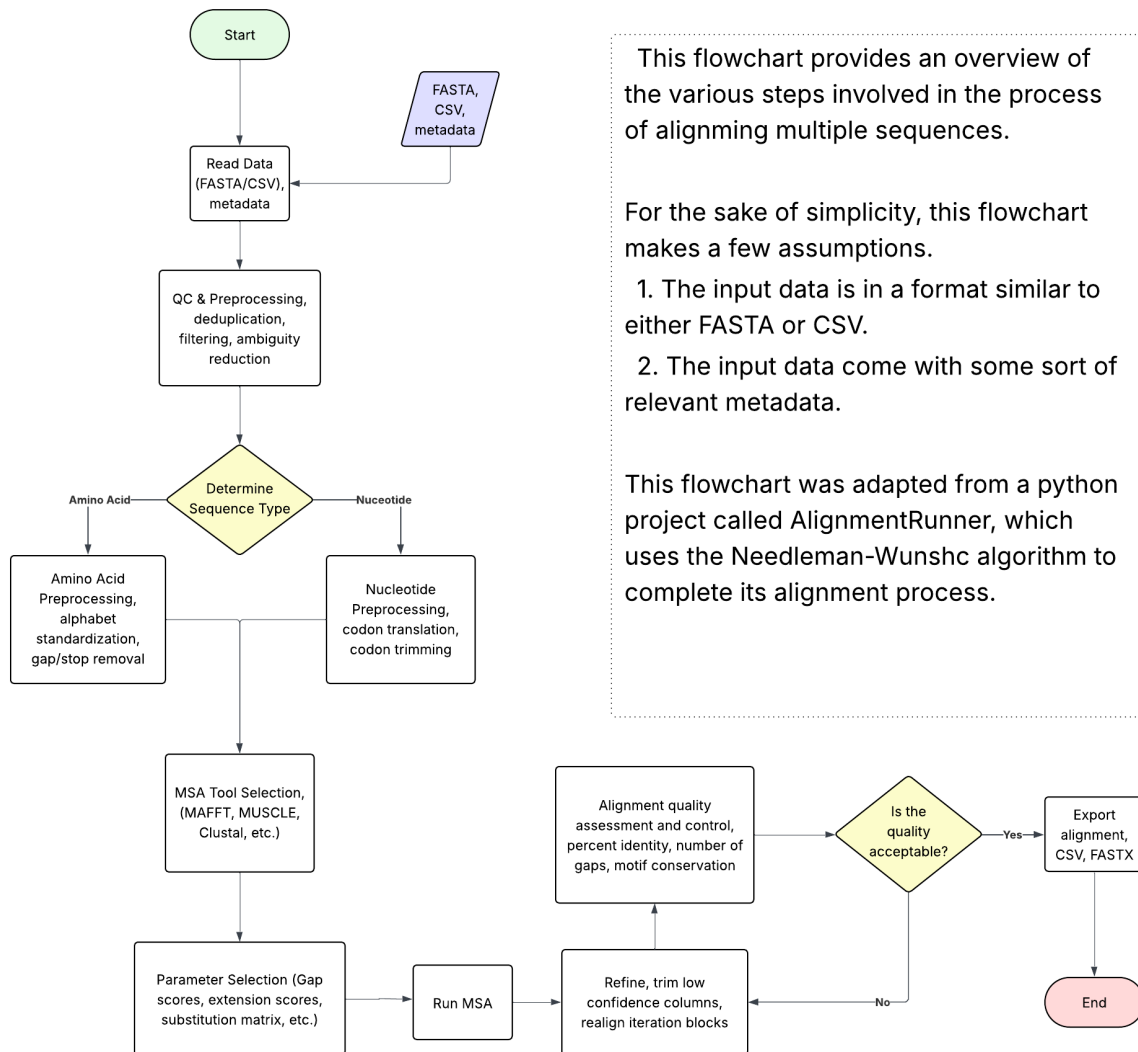 Start
FASTA,
CSV,
metadata
Read Data
(FASTA/CSV),
metadata
QC & Preprocessing,
deduplication,
filtering, ambiguity
reduction
Determine
Sequence Type
Amino Acid
Nuceotide
Amino Acid
Preprocessing,
alphabet
standardization,
gap/stop removal
Nucleotide
Preprocessing,
codon translation,
codon trimming
MSA Tool Selection,
(MAFFT, MUSCLE,
Clustal, etc.)
Parameter Selection (Gap
scores, extension scores,
substitution matrix, etc.)
Run MSA
Refine, trim low
confidence columns,
realign iteration blocks
Alignment quality
assessment and control,
percent identity, number of
gaps, motif conservation
Is the
quality
acceptable?
Yes
No
Export
alignment,
CSV, FASTX
End
This flowchart provides an overview of
the various steps involved in the process
of alignming multiple sequences.
For the sake of simplicity, this flowchart
makes a few assumptions.
1. The input data is in a format similar to
either FASTA or CSV.
2. The input data come with some sort of
relevant metadata.
This flowchart was adapted from a python
project called AlignmentRunner, which
uses the Needleman-Wunshc algorithm to
complete its alignment process.